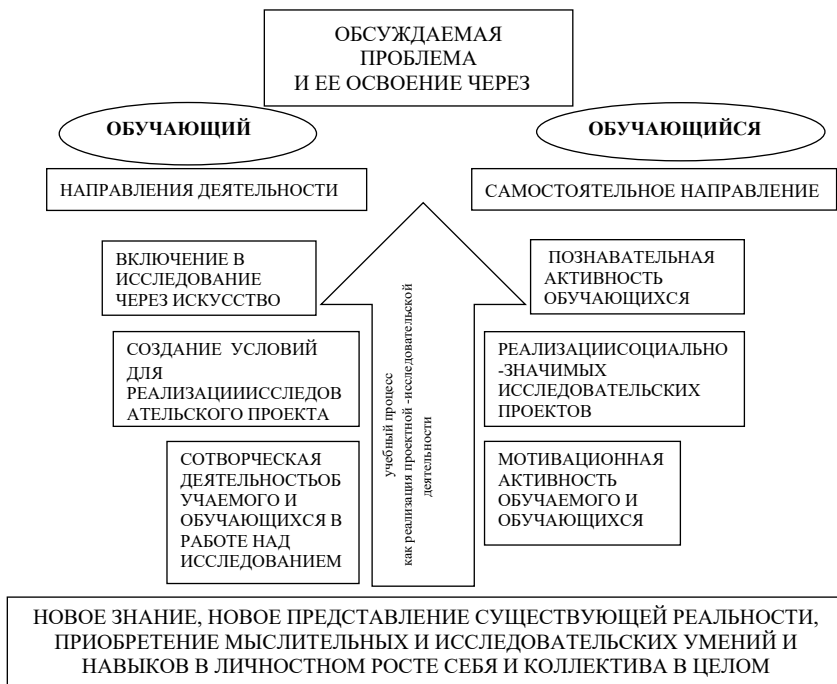 ОБСУЖДАЕМАЯ
ПРОБЛЕМА
И ЕЕ ОСВОЕНИЕ ЧЕРЕЗ
ОБУЧАЮЩИЙ
ОБУЧАЮЩИЙСЯ
НАПРАВЛЕНИЯ ДЕЯТЕЛЬНОСТИ
САМОСТОЯТЕЛЬНОЕ НАПРАВЛЕНИЕ
ВКЛЮЧЕНИЕ В
ИССЛЕДОВАНИЕ
ЧЕРЕЗ ИСКУССТВО
ПОЗНАВАТЕЛЬНАЯ
АКТИВНОСТЬ
ОБУЧАЮЩИХСЯ
СОЗДАНИЕ УСЛОВИЙ
ДЛЯ
РЕАЛИЗАЦИИИССЛЕДОВ
АТЕЛЬСКОГО ПРОЕКТА
РЕАЛИЗАЦИИСОЦИАЛЬНО
-ЗНАЧИМЫХ
ИССЛЕДОВАТЕЛЬСКИХ
ПРОЕКТОВ
учебный процесс
как реализация проектной -исследовательской
деятельности
СОТВОРЧЕСКАЯ
ДЕЯТЕЛЬНОСТЬОБ
УЧАЕМОГО И
ОБУЧАЮЩИХСЯ В
РАБОТЕ НАД
ИССЛЕДОВАНИЕМ
МОТИВАЦИОННАЯ
АКТИВНОСТЬ
ОБУЧАЕМОГО И
ОБУЧАЮЩИХСЯ
НОВОЕ ЗНАНИЕ, НОВОЕ ПРЕДСТАВЛЕНИЕ СУЩЕСТВУЮЩЕЙ РЕАЛЬНОСТИ,
ПРИОБРЕТЕНИЕ МЫСЛИТЕЛЬНЫХ И ИССЛЕДОВАТЕЛЬСКИХ УМЕНИЙ И
НАВЫКОВ В ЛИЧНОСТНОМ РОСТЕ СЕБЯ И КОЛЛЕКТИВА В ЦЕЛОМ